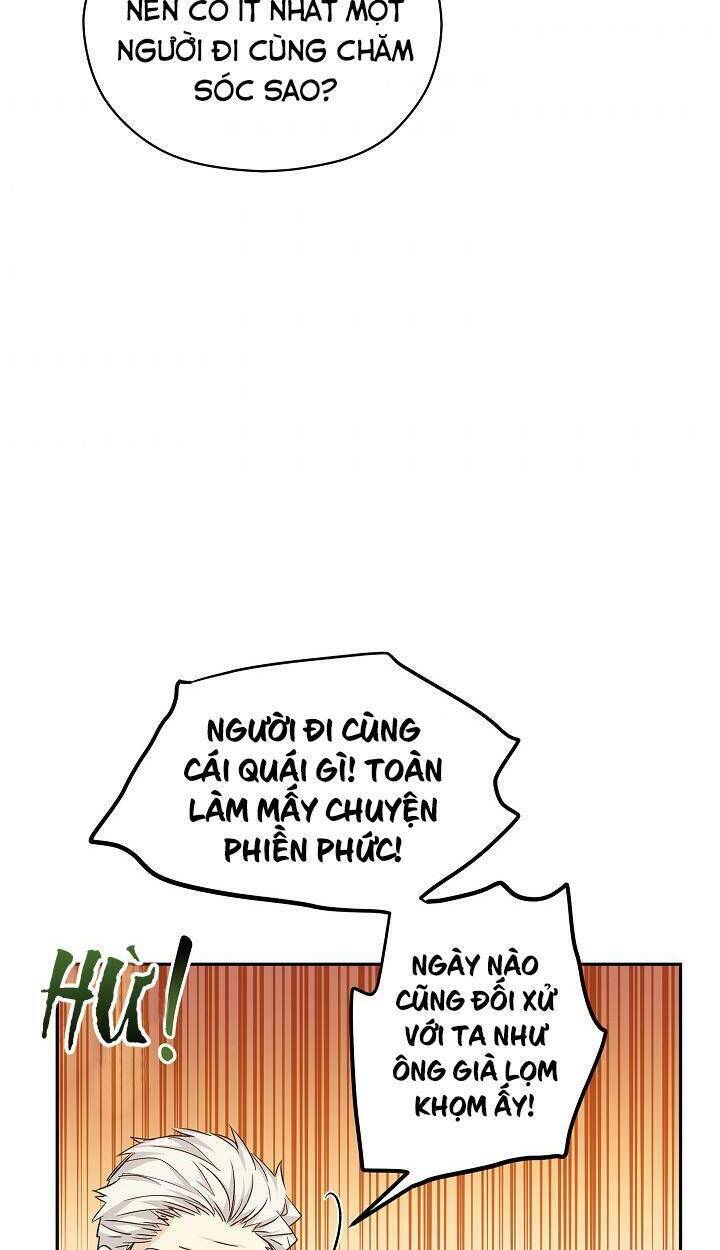 NÊN CÓ ÍT NHẤT MỘT
NGƯỜI ĐI CÙNG CHĂM
SÓC SAO?
NGƯỜI ĐI CÙNG
CÁI QUÁI GÌ! TOÀN
LÀM MẤY CHUYỆN
PHIỀN PHỨC!
HỪ!
NGÀY NÀO
CŨNG ĐỐI XỬ
VỚI TA NHƯ
ÔNG GIÀ LỌM
KHỌM ẤY!